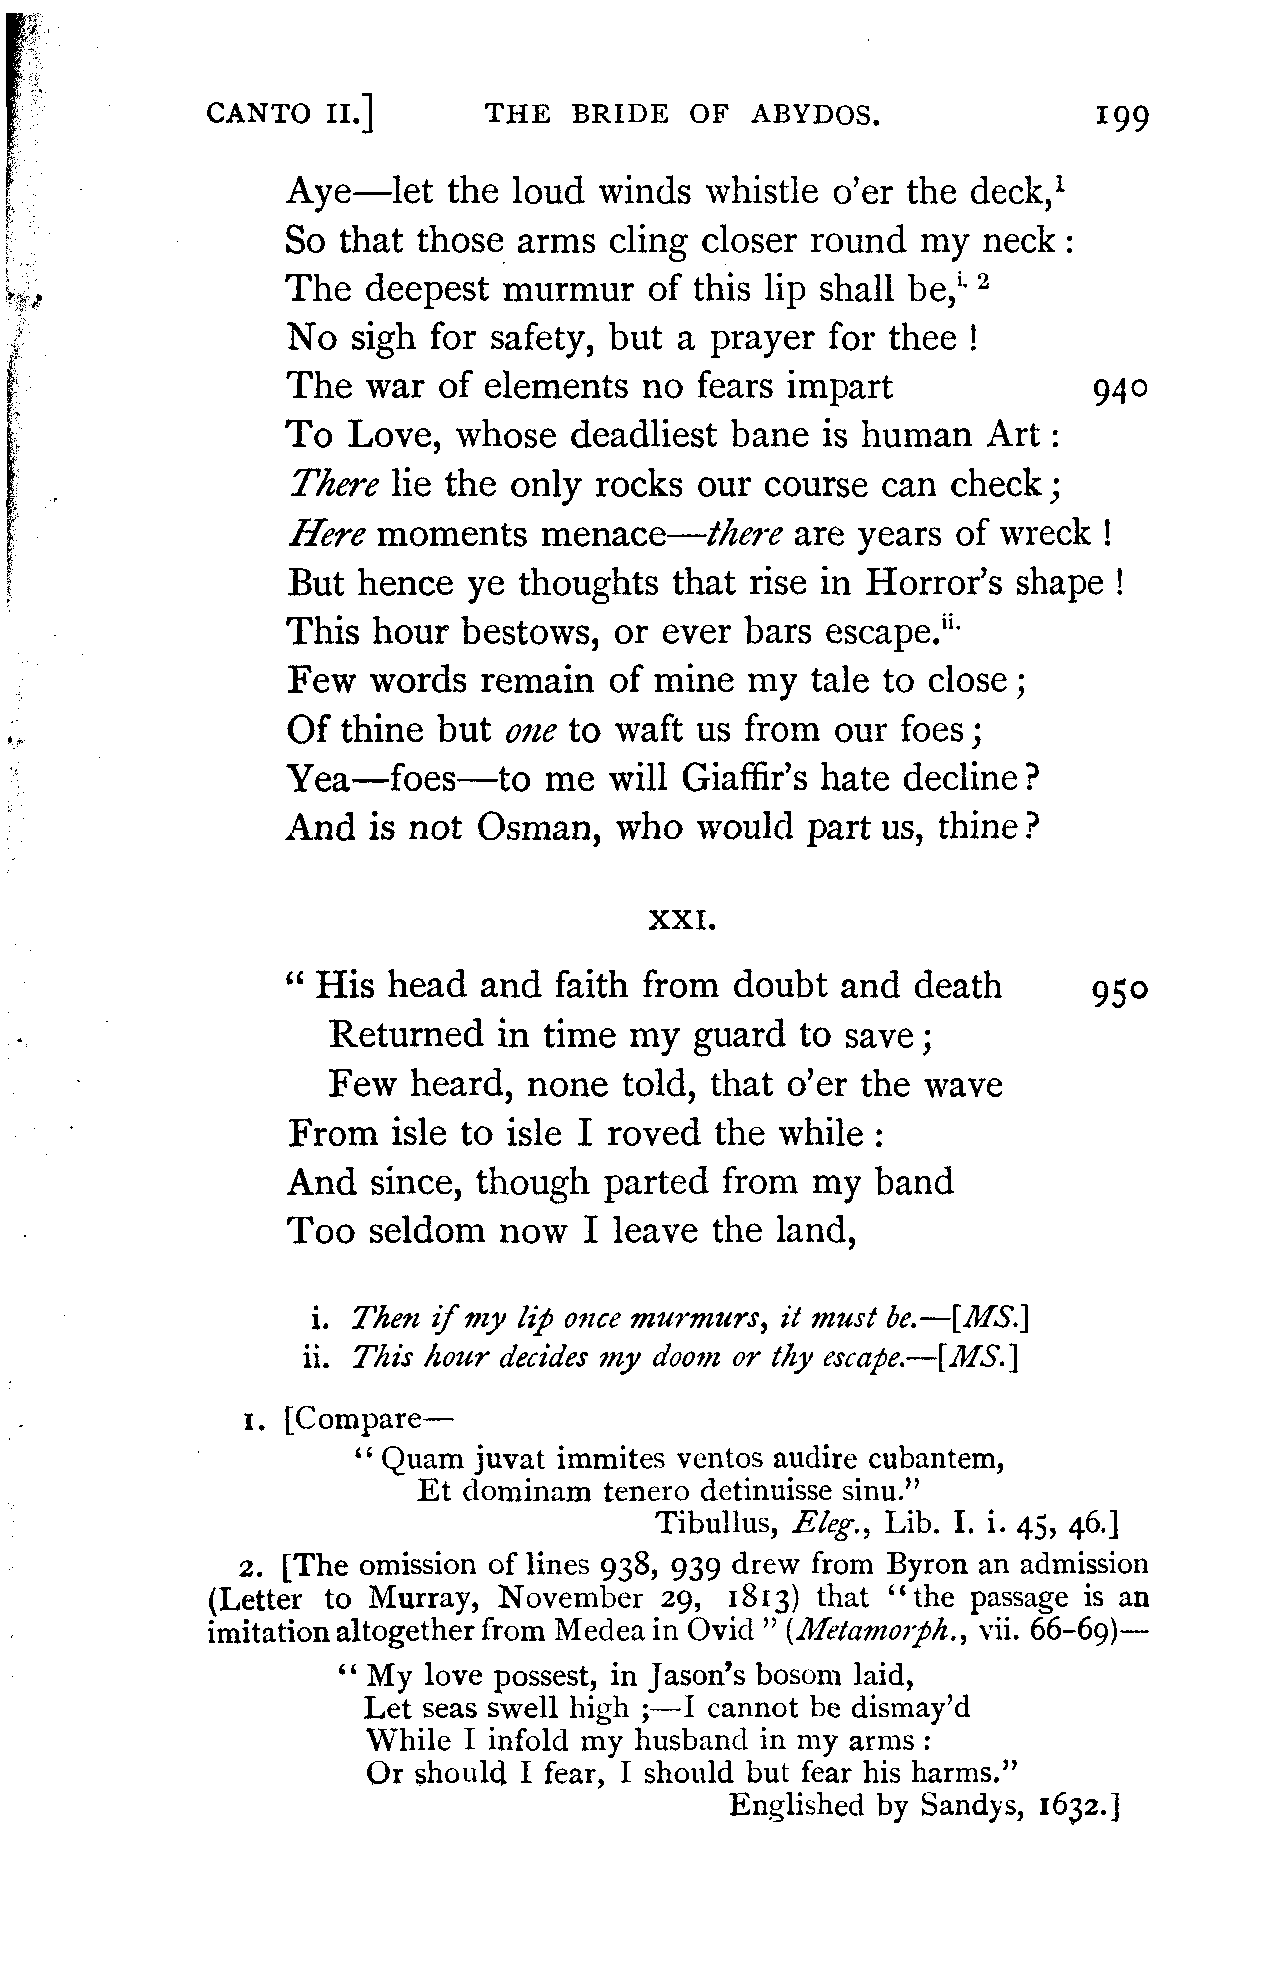 CANTO II.] THE BRIDE OF ABYDOS. 199
Aye—let the loud winds whistle o'er the deck,¹
So that those arms cling closer round my neck :
The deepest murmur of this lip shall be,i. 2
No sigh for safety, but a prayer for thee !
The war of elements no fears impart 940
To Love, whose deadliest bane is human Art :
There lie the only rocks our course can check ;
Here moments menace—there are years of wreck !
But hence ye thoughts that rise in Horror's shape !
This hour bestows, or ever bars escape.ii.
Few words remain of mine my tale to close ;
Of thine but one to waft us from our foes ;
Yea—foes—to me will Giaffir's hate decline ?
And is not Osman, who would part us, thine ?
XXI.
" His head and faith from doubt and death 950
Returned in time my guard to save ;
Few heard, none told, that o'er the wave
From isle to isle I roved the while :
And since, though parted from my band
Too seldom now I leave the land,
i. Then if my lip once murmurs, it must be.—[MS.]
ii. This hour decides my doom or thy escape.—[MS.]
1. [Compare—
" Quam juvat immites ventos audire cubantem,
Et dominam tenero detinuisse sinu."
Tibullus, Eleg., Lib. I. i. 45, 46.]
2. [The omission of lines 938, 939 drew from Byron an admission
(Letter to Murray, November 29, 1813) that "the passage is an
imitation altogether from Medea in Ovid " (Metamorph., vii. 66-69)—
" My love possest, in Jason's bosom laid,
Let seas swell high ;—I cannot be dismay'd
While I infold my husband in my arms :
Or should I fear, I should but fear his harms."
Englished by Sandys, 1632.]